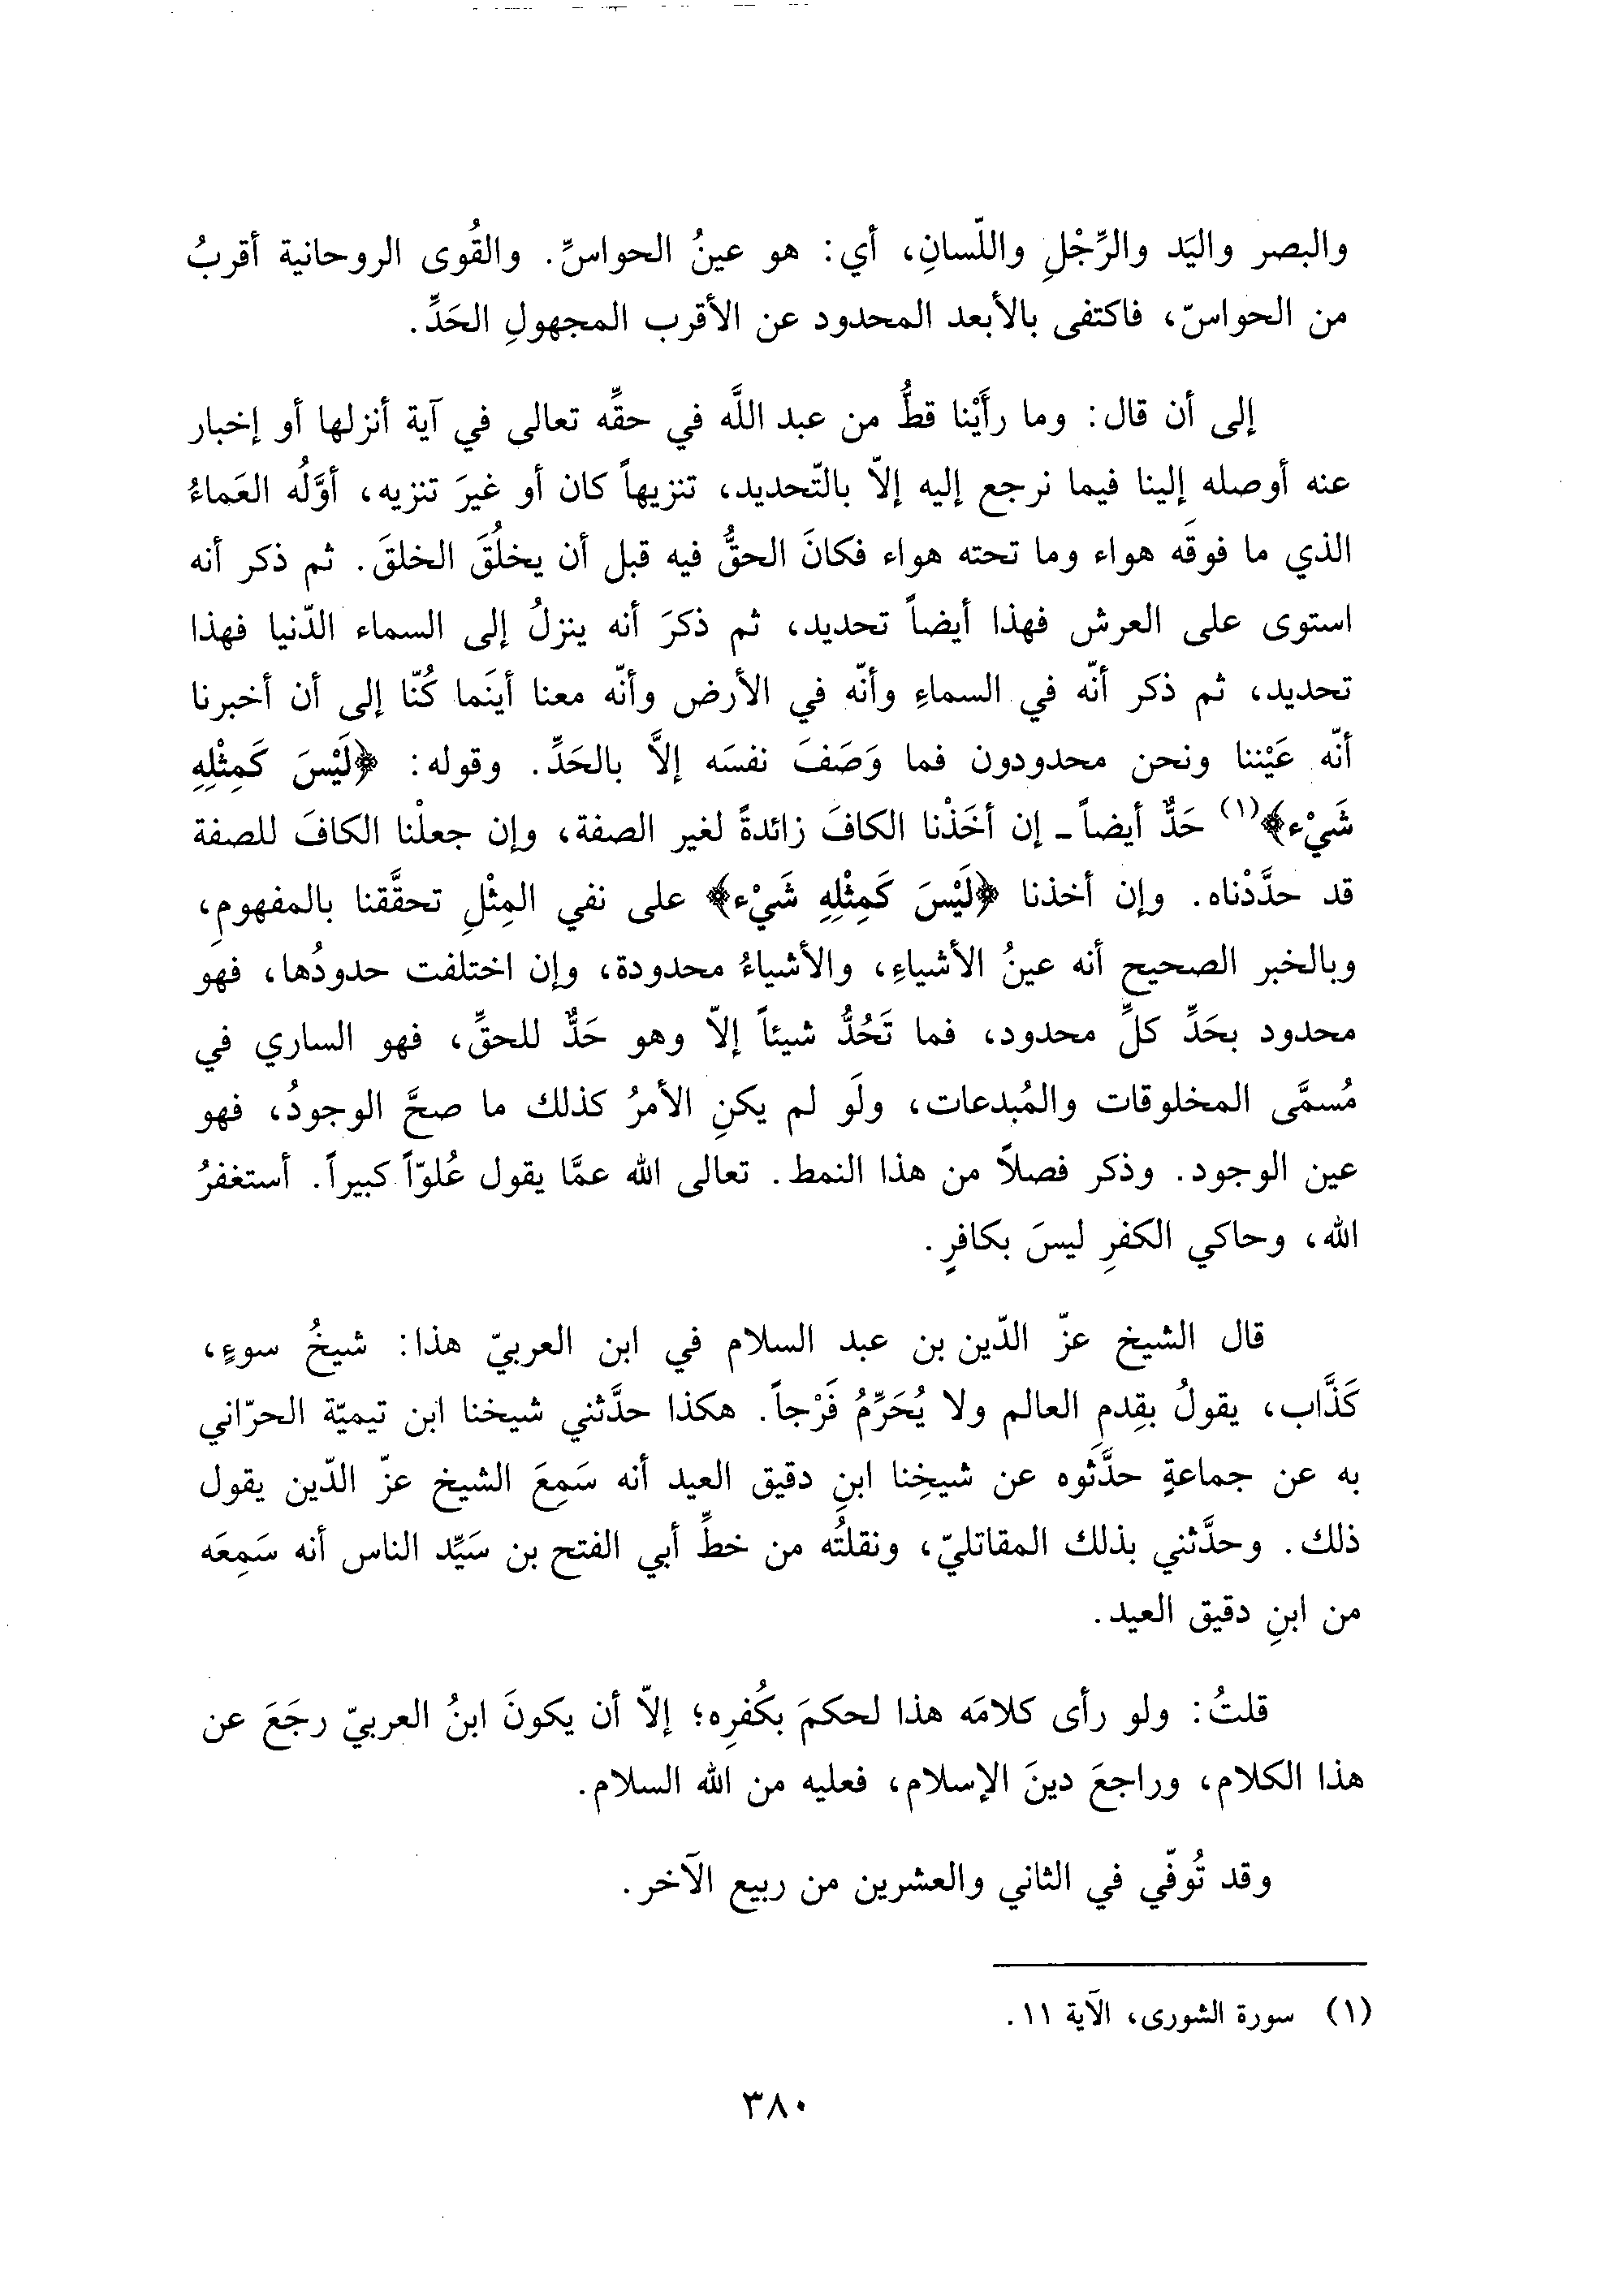 والبصر واليَد والرِّجْلِ واللّسانِ، أي: هو عينُ الحواسِّ. والقُوى الروحانية أقربُ
من الحواسّ، فاكتفى بالأبعد المحدود عن الأقرب المجهولِ الحَدِّ.
إلى أن قال: وما رأَيْنا قطُّ من عبد اللَّه في حقِّه تعالى في آية أنزلها أو إخبار
عنه أوصله إلينا فيما نرجع إليه إلاّ بالتّحديد، تنزيهاً كان أو غيرَ تنزيه، أوَّلُه العَماءُ
الذي ما فوقَه هواء وما تحته هواء فكانَ الحقُّ فيه قبل أن يخلُقَ الخلقَ. ثم ذكر أنه
استوى على العرش فهذا أيضاً تحديد، ثم ذكرَ أنه ينزلُ إلى السماء الدّنيا فهذا
تحديد، ثم ذكر أنّه في السماءِ وأنّه في الأرض وأنّه معنا أينَما كُنّا إلى أن أخبرنا
أنّه عَيْننا ونحن محدودون فما وَصَفَ نفسَه إلاَّ بالحَدِّ. وقوله: ﴿لَيْسَ كَمِثْلِهِ
شَيْء﴾(١) حَدٌّ أيضاً ـ إن أخَذْنا الكافَ زائدةً لغير الصفة، وإن جعلْنا الكافَ للصفة
قد حدَّدْناه. وإن أخذنا ﴿لَيْسَ كَمِثْلِهِ شَيْء﴾ على نفي المِثْلِ تحقَّقنا بالمفهومِ،
وبالخبر الصحيح أنه عينُ الأشياءِ، والأشياءُ محدودة، وإن اختلفت حدودُها، فهو
محدود بحَدِّ كلِّ محدود، فما تَحُدُّ شيئاً إلاّ وهو حَدٌّ للحقِّ، فهو الساري في
مُسمَّى المخلوقات والمُبدعات، ولَو لم يكنِ الأمرُ كذلك ما صحَّ الوجودُ، فهو
عين الوجود. وذكر فصلاً من هذا النمط. تعالى الله عمَّا يقول عُلوّاً كبيراً. أستغفرُ
الله، وحاكي الكفرِ ليسَ بكافرٍ.
قال الشيخ عزّ الدّين بن عبد السلام في ابن العربيّ هذا: شيخُ سوءٍ،
كَذَّاب، يقولُ بقِدمِ العالم ولا يُحَرِّمُ فَرْجاً. هكذا حدَّثني شيخنا ابن تيميّة الحرّاني
به عن جماعةٍ حدَّثوه عن شيخِنا ابنِ دقيق العيد أنه سَمِعَ الشيخ عزّ الدّين يقول
ذلك. وحدَّثني بذلك المقاتليّ، ونقلتُه من خطِّ أبي الفتح بن سَيِّد الناس أنه سَمِعَه
من ابنِ دقيق العيد.
قلتُ: ولو رأى كلامَه هذا لحكمَ بكُفرِه؛ إلاّ أن يكونَ ابنُ العربيّ رجَعَ عن
هذا الكلام، وراجعَ دينَ الإسلام، فعليه من الله السلام.
وقد تُوفّي في الثاني والعشرين من ربيع الآخر.
(١) سورة الشورى، الآية ١١.
٣٨٠